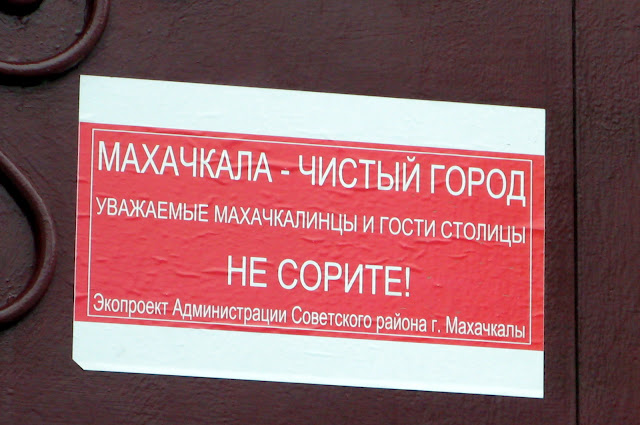 МАХАЧКАЛА - ЧИСТЫЙ ГОРОД
УВАЖАЕМЫЕ МАХАЧКАЛИНЦЫ И ГОСТИ СТОЛИЦЫ
НЕ СОРИТЕ!
Экопроект Администрации Советского района г. Махачкалы